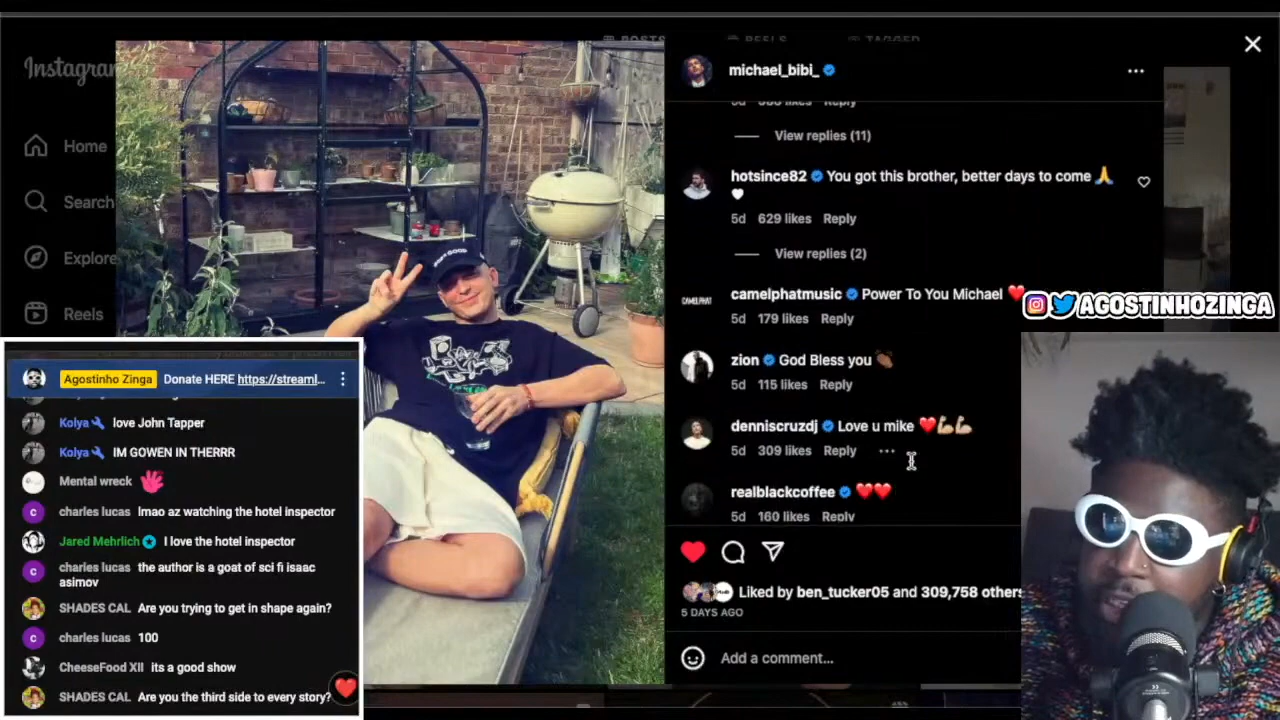 POSTS
REELS
TAGGED
Instagram
Home
Search
Explore
Reels
michael_bibi_
Reply
View replies (11)
hotsince82 You got this brother, better days to come 🙏
🤍
5d 629 likes Reply
View replies (2)
CAMELPHAT
camelphatmusic Power To You Michael ❤️
5d 179 likes Reply
zion God Bless you 👏🏾
5d 115 likes Reply
denniscruzdj Love u mike ❤️💪🏼💪🏼
5d 309 likes Reply
realblackcoffee ❤️❤️
5d 160 likes Reply
Liked by ben_tucker05 and 309,758 others
5 DAYS AGO
Add a comment...
AGOSTINHOZINGA
Agostinho Zinga Donate HERE https://streaml...
Kolya love John Tapper
Kolya IM GOWEN IN THERRR
Mental wreck
charles lucas lmao az watching the hotel inspector
Jared Mehrlich I love the hotel inspector
charles lucas the author is a goat of sci fi isaac
asimov
SHADES CAL Are you trying to get in shape again?
charles lucas 100
CheeseFood XII its a good show
SHADES CAL Are you the third side to every story?